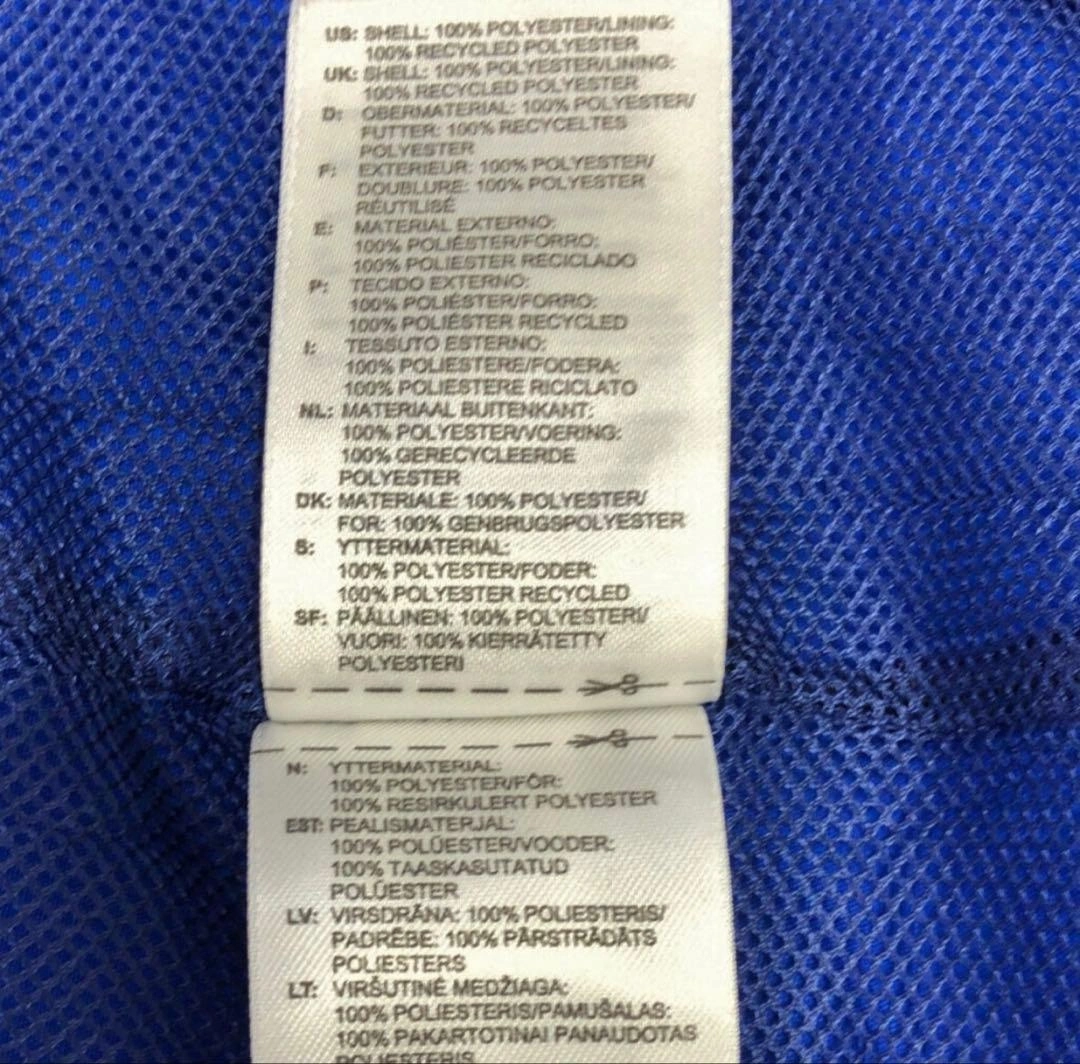 US: SHELL: 100% POLYESTER/LINING:
100% RECYCLED POLYESTER
UK: SHELL: 100% POLYESTER/LINING:
100% RECYCLED POLYESTER
D: OBERMATERIAL: 100% POLYESTER/
FUTTER: 100% RECYCELTES
POLYESTER
F: EXTERIEUR: 100% POLYESTER/
DOUBLURE: 100% POLYESTER
RÉUTILISÉ
E: MATERIAL EXTERNO:
100% POLIÉSTER/FORRO:
100% POLIESTER RECICLADO
P: TECIDO EXTERNO:
100% POLIÉSTER/FORRO:
100% POLIÉSTER RECYCLED
I: TESSUTO ESTERNO:
100% POLIESTERE/FODERA:
100% POLIESTERE RICICLATO
NL: MATERIAAL BUITENKANT:
100% POLYESTER/VOERING:
100% GERECYCLEERDE
POLYESTER
DK: MATERIALE: 100% POLYESTER/
FOR: 100% GENBRUGSPOLYESTER
S: YTTERMATERIAL:
100% POLYESTER/FODER:
100% POLYESTER RECYCLED
SF: PÄÄLLINEN: 100% POLYESTERI/
VUORI: 100% KIERRÄTETTY
POLYESTERI
N: YTTERMATERIAL:
100% POLYESTER/FÔR:
100% RESIRKULERT POLYESTER
EST: PEALISMATERJAL:
100% POLÜESTER/VOODER:
100% TAASKASUTATUD
POLÜESTER
LV: VIRSDRĀNA: 100% POLIESTERIS/
PADRĒBE: 100% PĀRSTRĀDĀTS
POLIESTERS
LT: VIRŠUTINĖ MEDŽIAGA:
100% POLIESTERIS/PAMUŠALAS:
100% PAKARTOTINAI PANAUDOTAS
POLIESTERIS